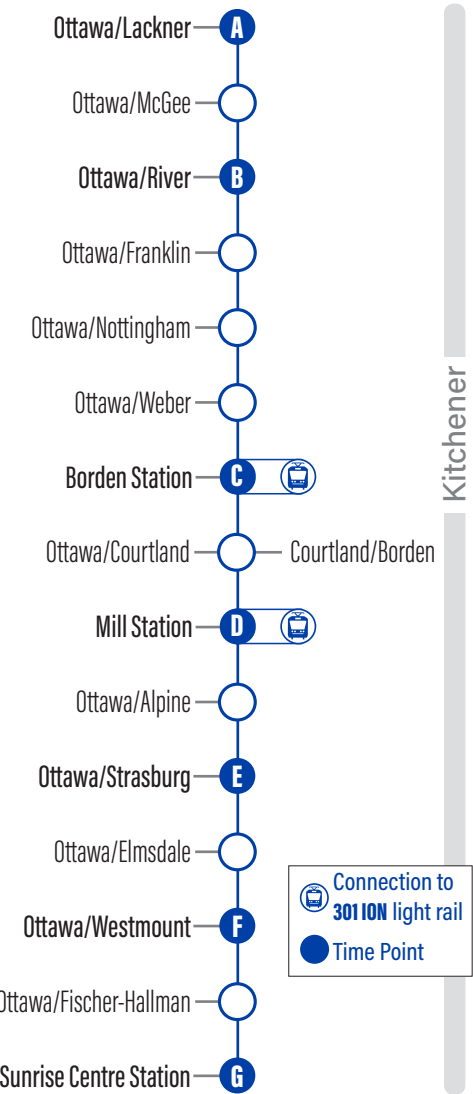 Ottawa/Lackner
A
Ottawa/McGee
Ottawa/River
B
Ottawa/Franklin
Ottawa/Nottingham
Ottawa/Weber
Kitchener
Borden Station
C
Ottawa/Courtland
Courtland/Borden
Mill Station
D
Ottawa/Alpine
Ottawa/Strasburg
E
Ottawa/Elmsdale
Connection to
301 ION light rail
Time Point
Ottawa/Westmount
F
Ottawa/Fischer-Hallman
Sunrise Centre Station
G